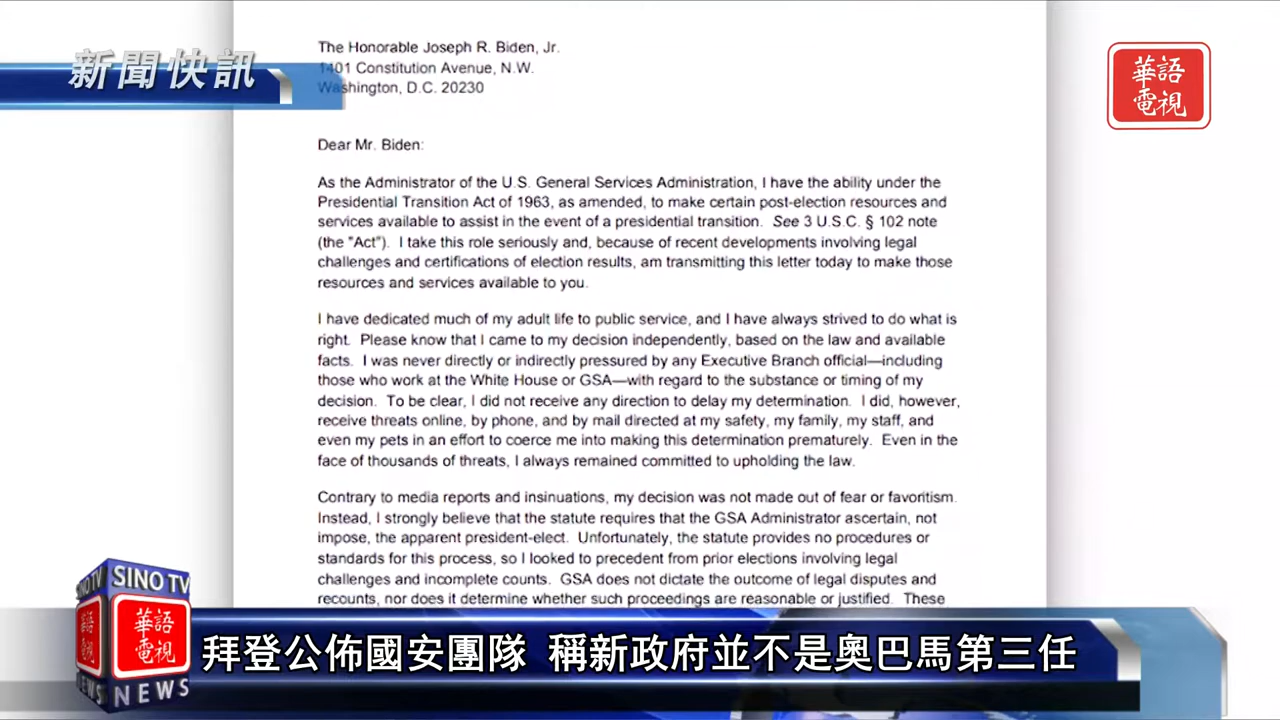 新聞快訊
華語
電視
The Honorable Joseph R. Biden, Jr.
1401 Constitution Avenue, N.W.
Washington, D.C. 20230
Dear Mr. Biden:
As the Administrator of the U.S. General Services Administration, I have the ability under the
Presidential Transition Act of 1963, as amended, to make certain post-election resources and
services available to assist in the event of a presidential transition. See 3 U.S.C. § 102 note
(the "Act"). I take this role seriously and, because of recent developments involving legal
challenges and certifications of election results, am transmitting this letter today to make those
resources and services available to you.
I have dedicated much of my adult life to public service, and I have always strived to do what is
right. Please know that I came to my decision independently, based on the law and available
facts. I was never directly or indirectly pressured by any Executive Branch official—including
those who work at the White House or GSA—with regard to the substance or timing of my
decision. To be clear, I did not receive any direction to delay my determination. I did, however,
receive threats online, by phone, and by mail directed at my safety, my family, my staff, and
even my pets in an effort to coerce me into making this determination prematurely. Even in the
face of thousands of threats, I always remained committed to upholding the law.
Contrary to media reports and insinuations, my decision was not made out of fear or favoritism.
Instead, I strongly believe that the statute requires that the GSA Administrator ascertain, not
impose, the apparent president-elect. Unfortunately, the statute provides no procedures or
standards for this process, so I looked to precedent from prior elections involving legal
challenges and incomplete counts. GSA does not dictate the outcome of legal disputes and
recounts, nor does it determine whether such proceedings are reasonable or justified. These
SINO TV
SINO TV
華語
電視
華語
電視
NEWS
NEWS
拜登公佈國安團隊 稱新政府並不是奧巴馬第三任